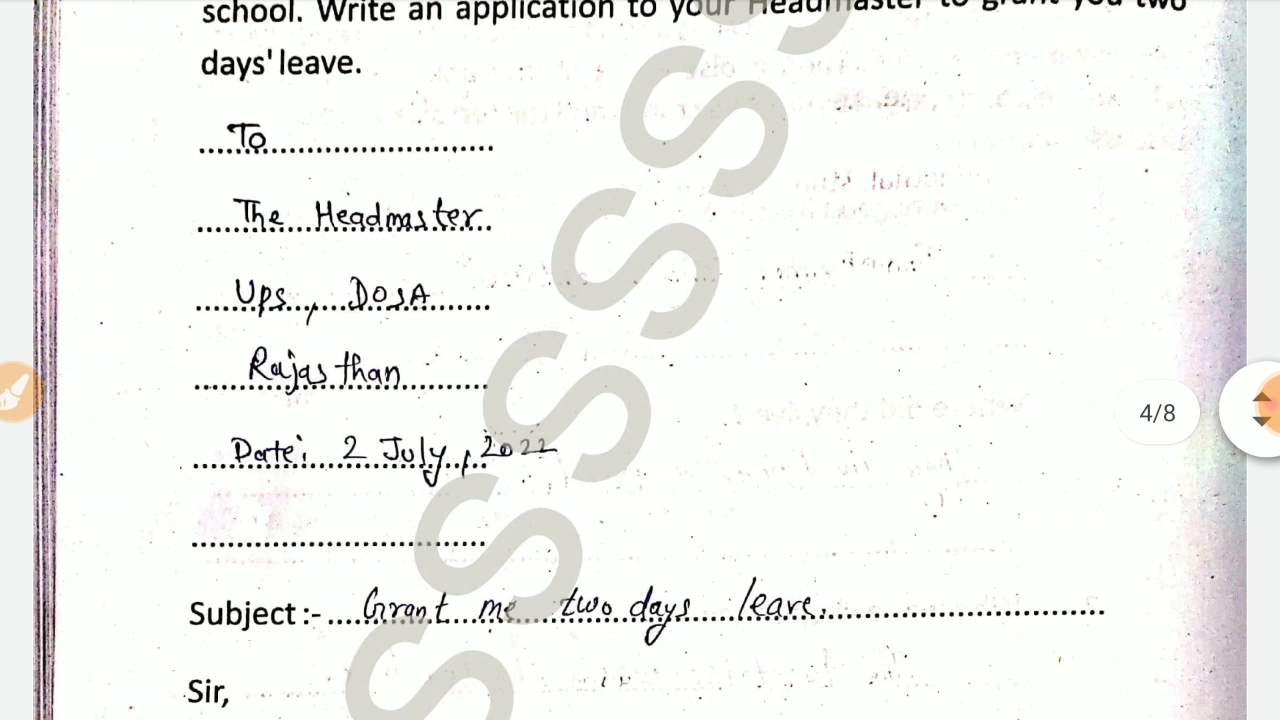 school. Write an application to your Headmaster to grant you two
days' leave.
To
The Headmaster
Ups, DOSA
Rajasthan
Date: 2 July, 2022
4/8
Subject :- Grant me two days leave.
Sir,
SSSS